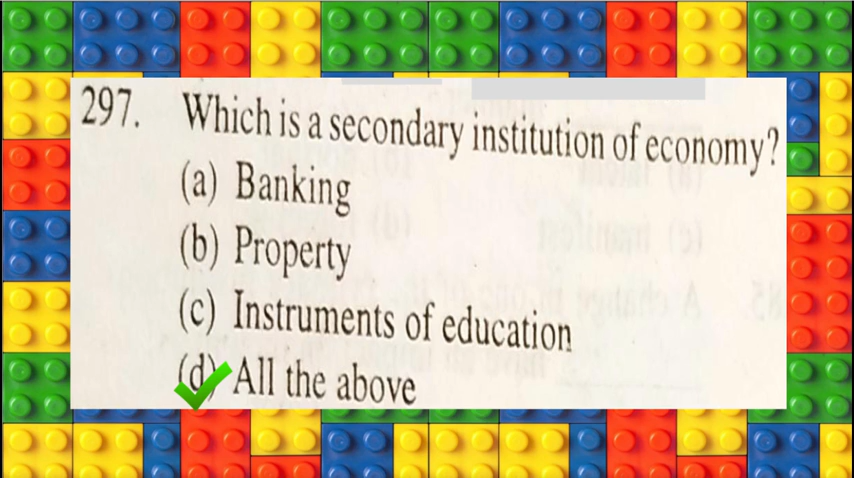 297. Which is a secondary institution of economy?
(a) Banking
(b) Property
(c) Instruments of education
(d) All the above